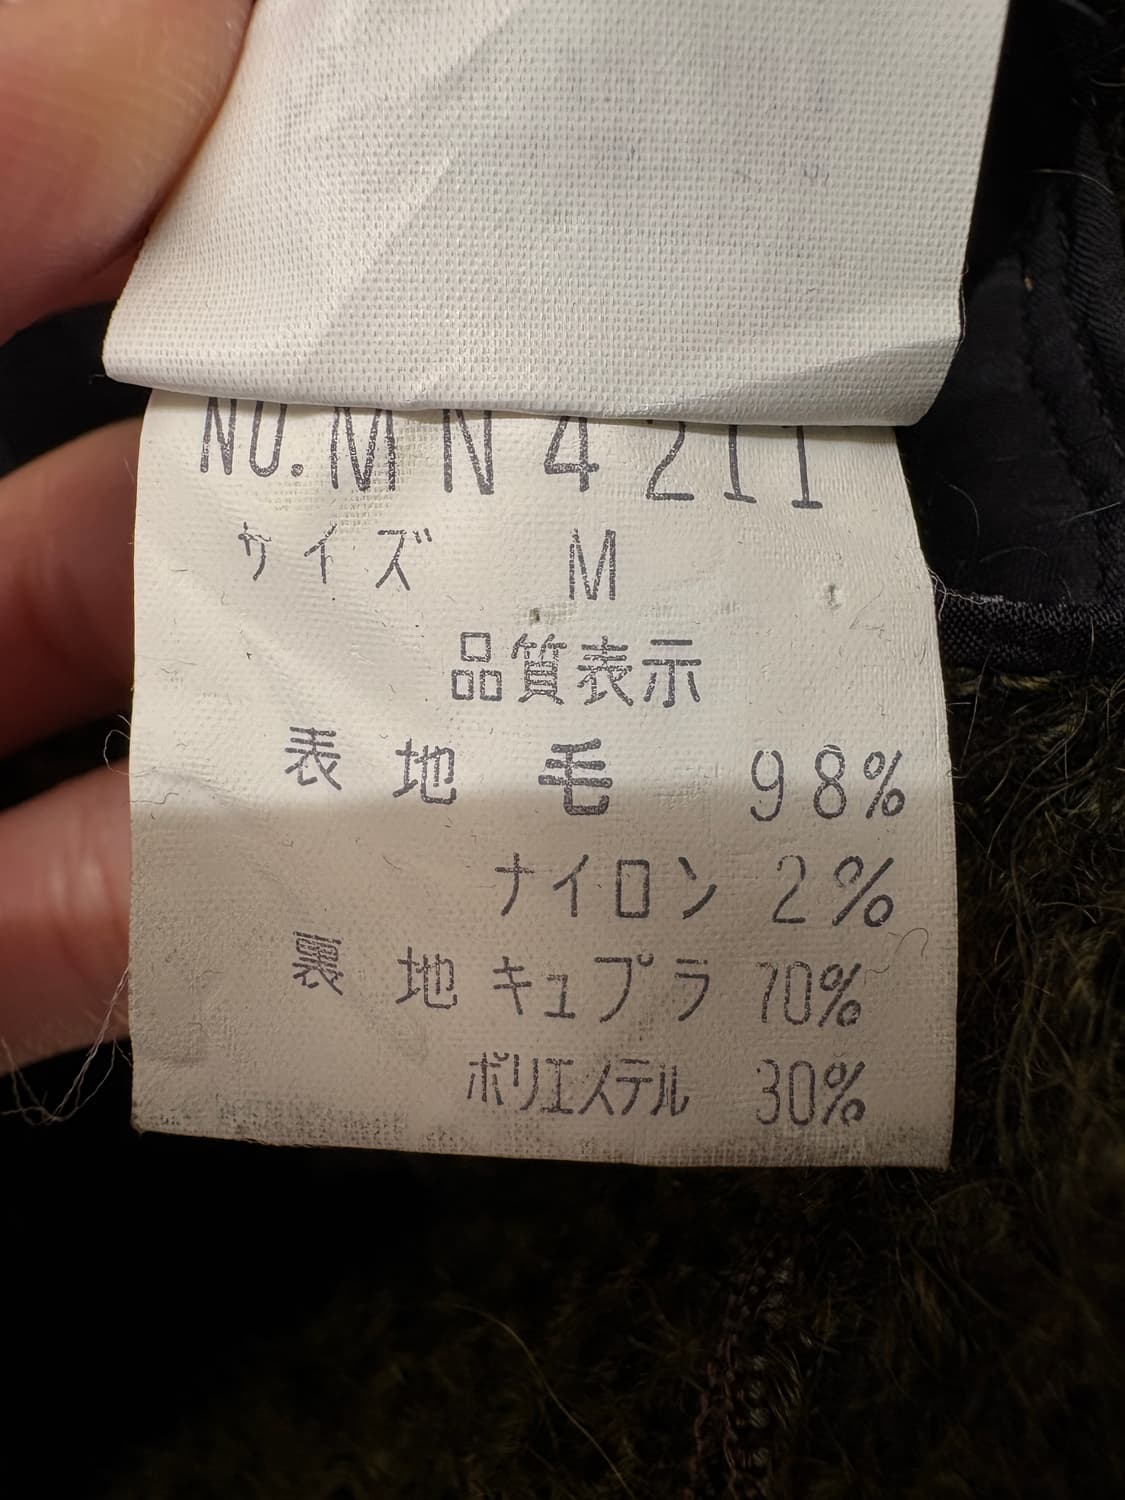 NO. MN4211
サイズ M
品質表示
表地 毛 98%
ナイロン 2%
裏地 キュプラ 70%
ポリエステル 30%